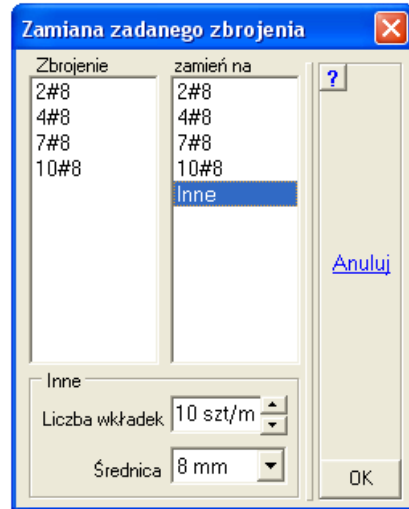 Zamiana zadanego zbrojenia
Zbrojenie
2#8
4#8
7#8
10#8
zamień na
2#8
4#8
7#8
10#8
Inne
?
Anuluj
Inne
Liczba wkładek 10 szt/m
Średnica 8 mm
OK